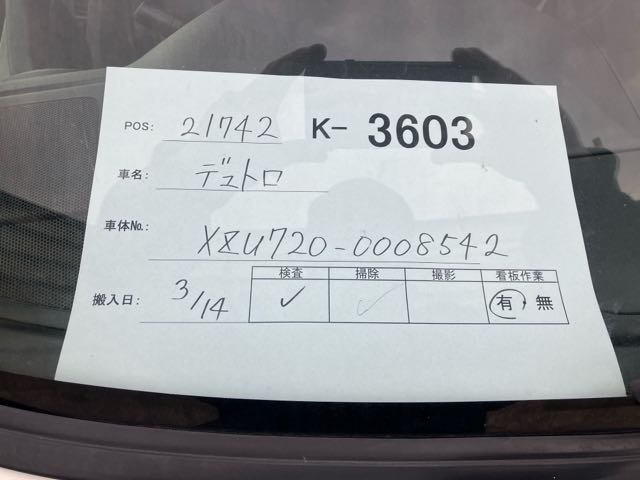 POS: 21742 K- 3603
車名: デュトロ
車体№: XZU720-0008542
検査 掃除 撮影 看板作業
搬入日: 3/14 ✓ ✓ 有 ・ 無